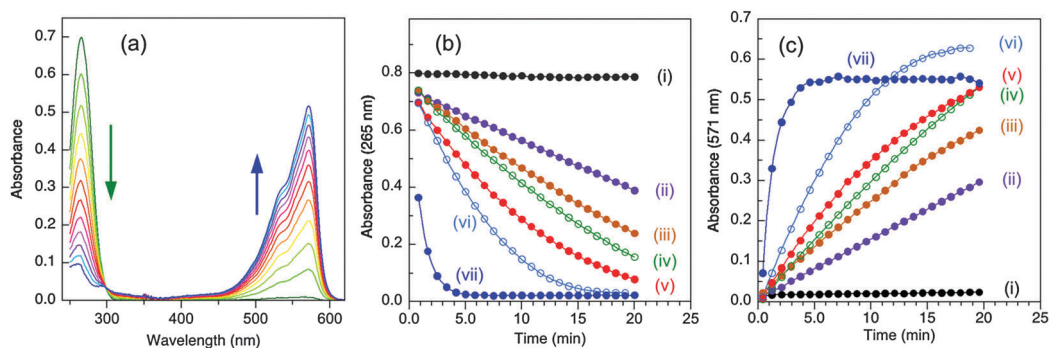 (a)
Absorbance
0.7
0.6
0.5
0.4
0.3
0.2
0.1
0.0
300
400
500
600
Wavelength (nm)
(b)
Absorbance (265 nm)
1.0
0.8
0.6
0.4
0.2
0.0
(i)
(ii)
(iii)
(iv)
(v)
(vi)
(vii)
0.0
5.0
10
15
20
25
Time (min)
(c)
Absorbance (571 nm)
0.7
0.6
0.5
0.4
0.3
0.2
0.1
0.0
(vii)
(vi)
(v)
(iv)
(iii)
(ii)
(i)
0.0
5.0
10
15
20
25
Time (min)